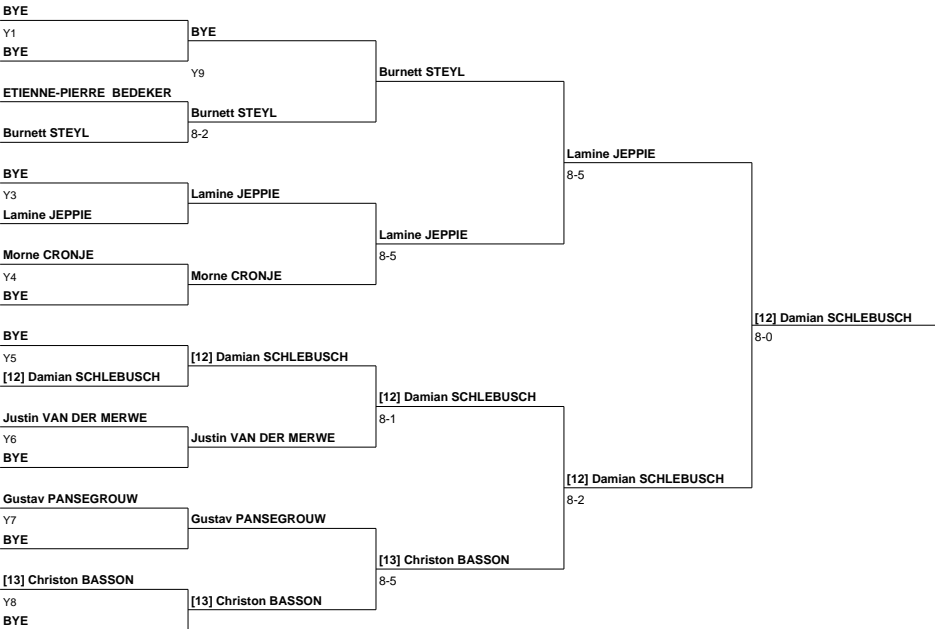 BYE
Y1
BYE
BYE
Y9
Burnett STEYL
ETIENNE-PIERRE BEDEKER
Burnett STEYL
Burnett STEYL
8-2
Lamine JEPPIE
8-5
BYE
Y3
Lamine JEPPIE
Lamine JEPPIE
Lamine JEPPIE
8-5
Morne CRONJE
Y4
Morne CRONJE
BYE
[12] Damian SCHLEBUSCH
8-0
BYE
Y5
[12] Damian SCHLEBUSCH
[12] Damian SCHLEBUSCH
[12] Damian SCHLEBUSCH
8-1
Justin VAN DER MERWE
Y6
Justin VAN DER MERWE
BYE
[12] Damian SCHLEBUSCH
8-2
Gustav PANSEGROUW
Y7
Gustav PANSEGROUW
BYE
[13] Christon BASSON
8-5
[13] Christon BASSON
Y8
[13] Christon BASSON
BYE